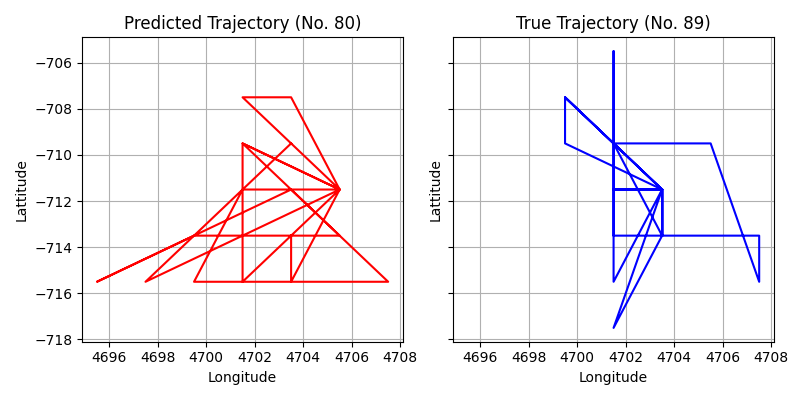 Predicted Trajectory (No. 80)
True Trajectory (No. 89)
Lattitude
−706
−708
−710
−712
−714
−716
−718
4696 4698 4700 4702 4704 4706 4708
Longitude
Lattitude
4696 4698 4700 4702 4704 4706 4708
Longitude